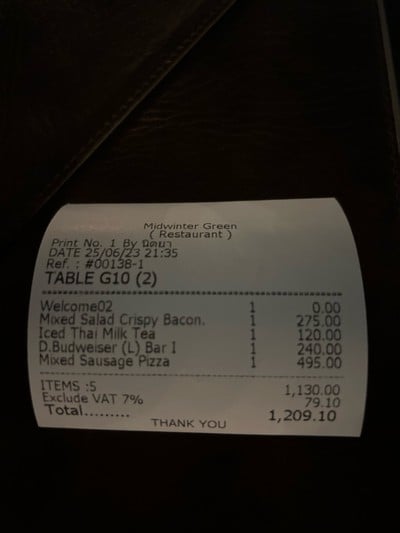 Midwinter Green
( Restaurant )
Print No. 1 By นิตยา
DATE 25/06/23 21:35
Ref. : #00138-1
TABLE G10 (2)
Welcome02 1 0.00
Mixed Salad Crispy Bacon. 1 275.00
Iced Thai Milk Tea 1 120.00
D.Budweiser (L) Bar I 1 240.00
Mixed Sausage Pizza 1 495.00
ITEMS :5 1,130.00
Exclude VAT 7% 79.10
Total......... 1,209.10
THANK YOU